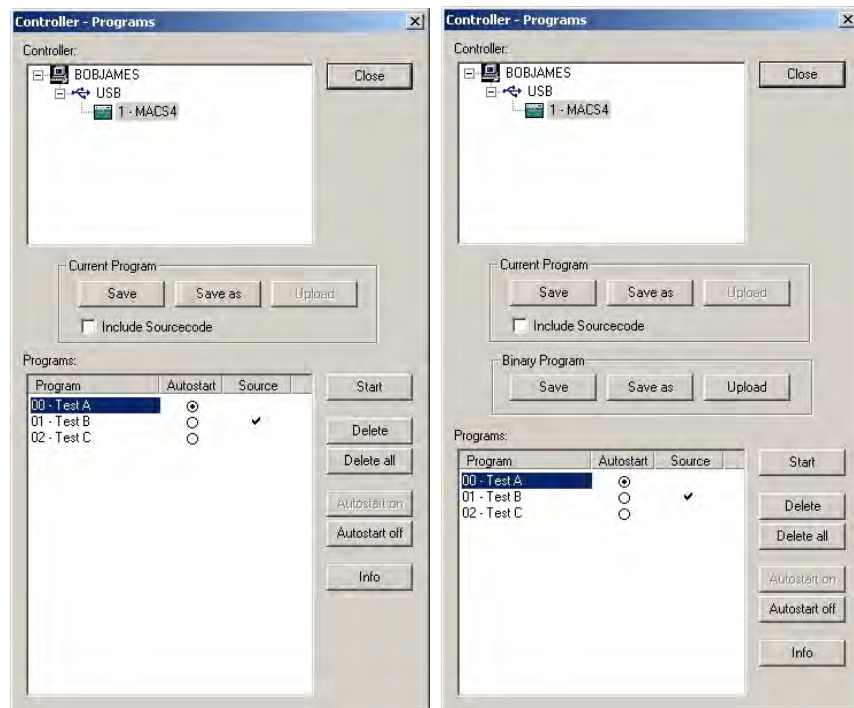 Controller - Programs
Controller:
BOBJAMES
USB
1 - MACS4
Close
Current Program
Save
Save as
Upload
Include Sourcecode
Programs:
Program Autostart Source
00 - Test A
01 - Test B
02 - Test C
Start
Delete
Delete all
Autostart on
Autostart off
Info
Controller - Programs
Controller:
BOBJAMES
USB
1 - MACS4
Close
Current Program
Save
Save as
Upload
Include Sourcecode
Binary Program
Save
Save as
Upload
Programs:
Program Autostart Source
00 - Test A
01 - Test B
02 - Test C
Start
Delete
Delete all
Autostart on
Autostart off
Info